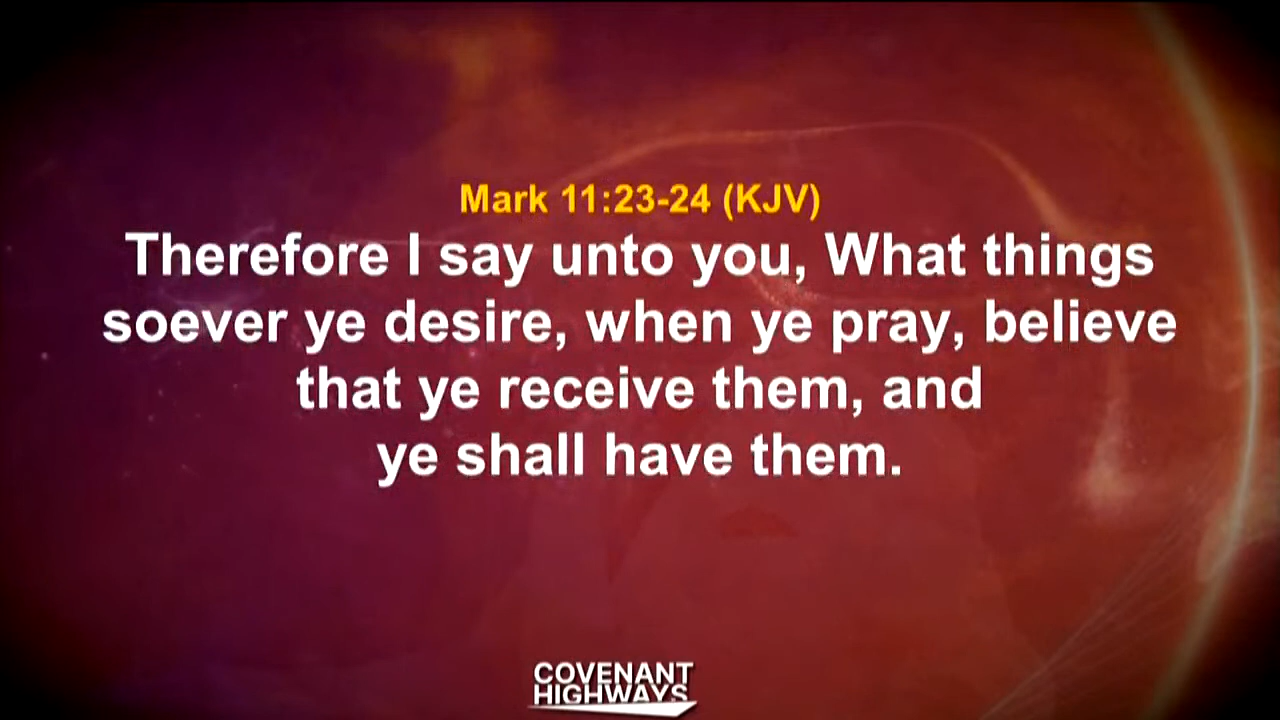 Mark 11:23-24 (KJV)
Therefore I say unto you, What things
soever ye desire, when ye pray, believe
that ye receive them, and
ye shall have them.
COVENANT
HIGHWAYS